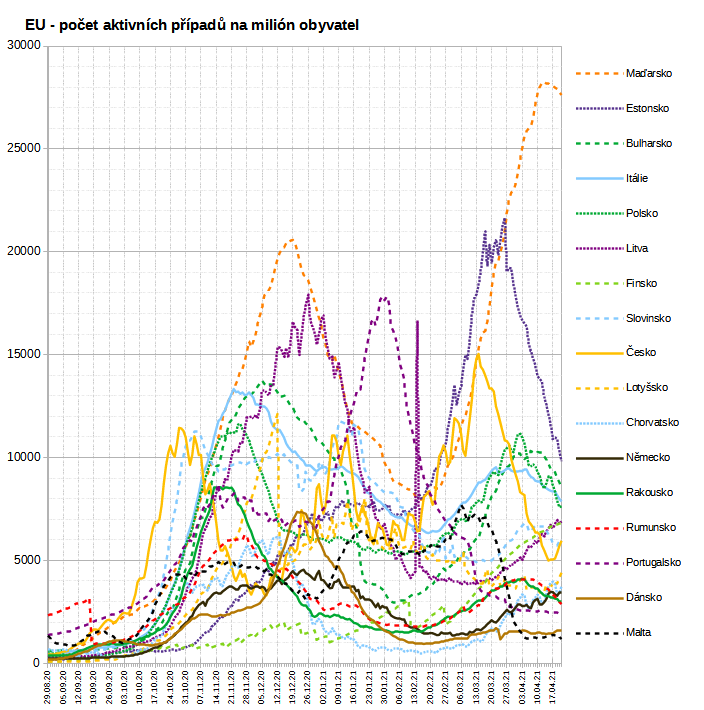 EU - počet aktivních případů na milión obyvatel
30000
25000
20000
15000
10000
5000
0
Maďarsko
Estonsko
Bulharsko
Itálie
Polsko
Litva
Finsko
Slovinsko
Česko
Lotyšsko
Chorvatsko
Německo
Rakousko
Rumunsko
Portugalsko
Dánsko
Malta
29.08.20
05.09.20
12.09.20
19.09.20
26.09.20
03.10.20
10.10.20
17.10.20
24.10.20
31.10.20
07.11.20
14.11.20
21.11.20
28.11.20
05.12.20
12.12.20
19.12.20
26.12.20
02.01.21
09.01.21
16.01.21
23.01.21
30.01.21
06.02.21
13.02.21
20.02.21
27.02.21
06.03.21
13.03.21
20.03.21
27.03.21
03.04.21
10.04.21
17.04.21